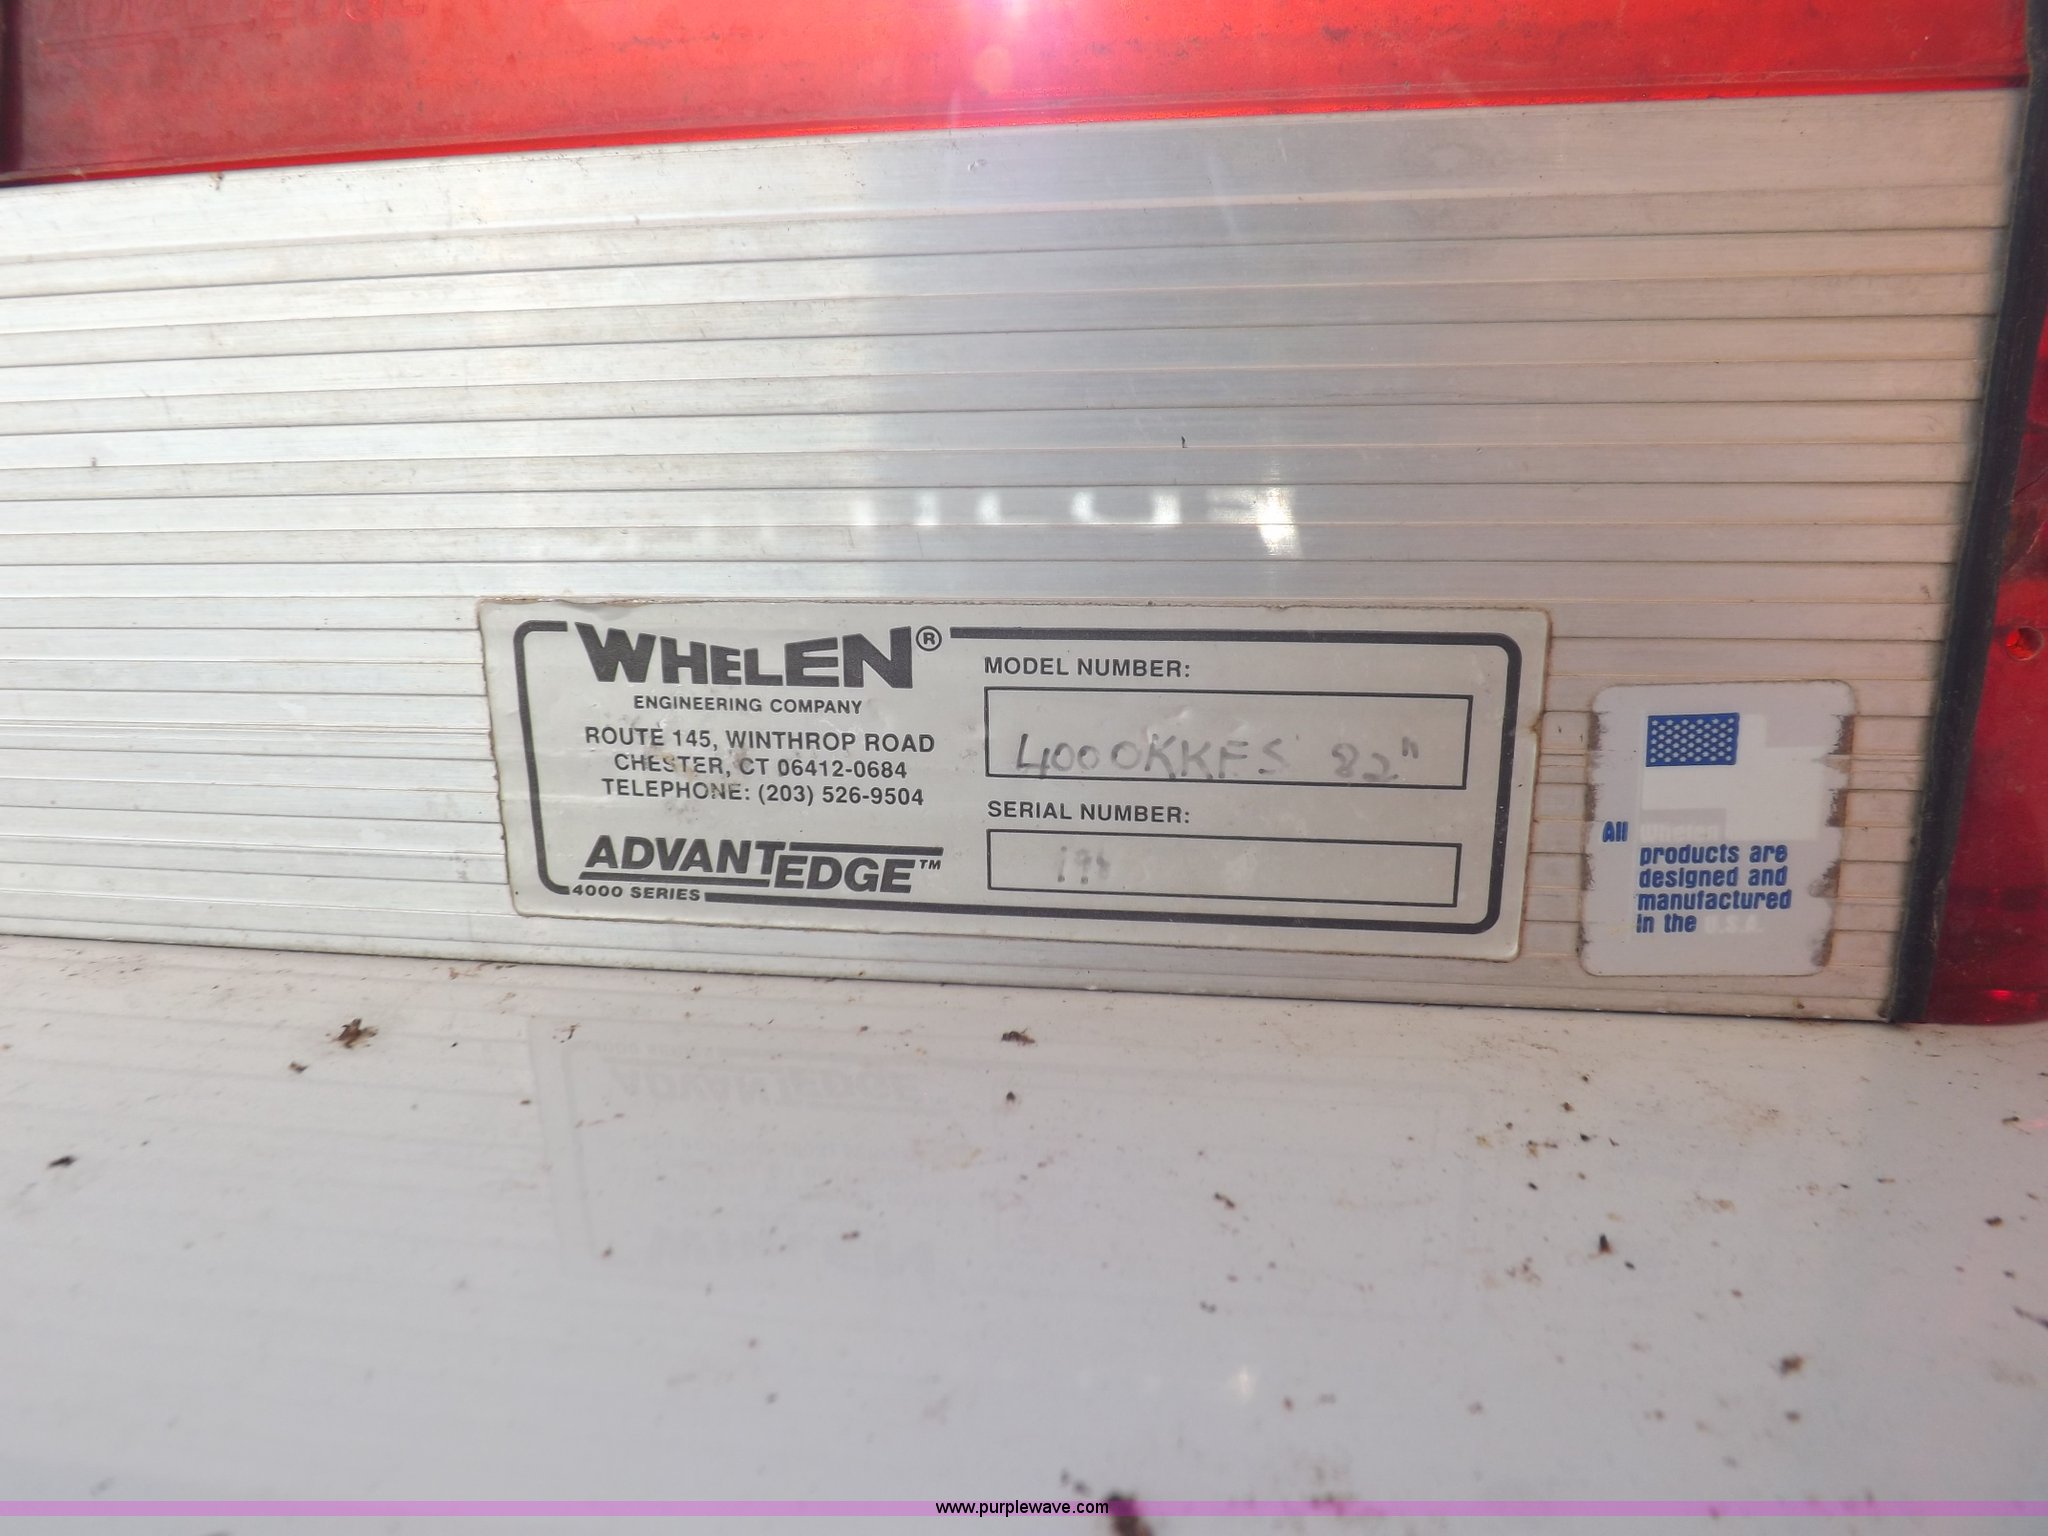 WHELEN®
ENGINEERING COMPANY
ROUTE 145, WINTHROP ROAD
CHESTER, CT 06412-0684
TELEPHONE: (203) 526-9504
ADVANTEDGE™
4000 SERIES
MODEL NUMBER:
4000KKFS 82"
SERIAL NUMBER:
All whelen
products are
designed and
manufactured
in the U.S.A.
www.purplewave.com